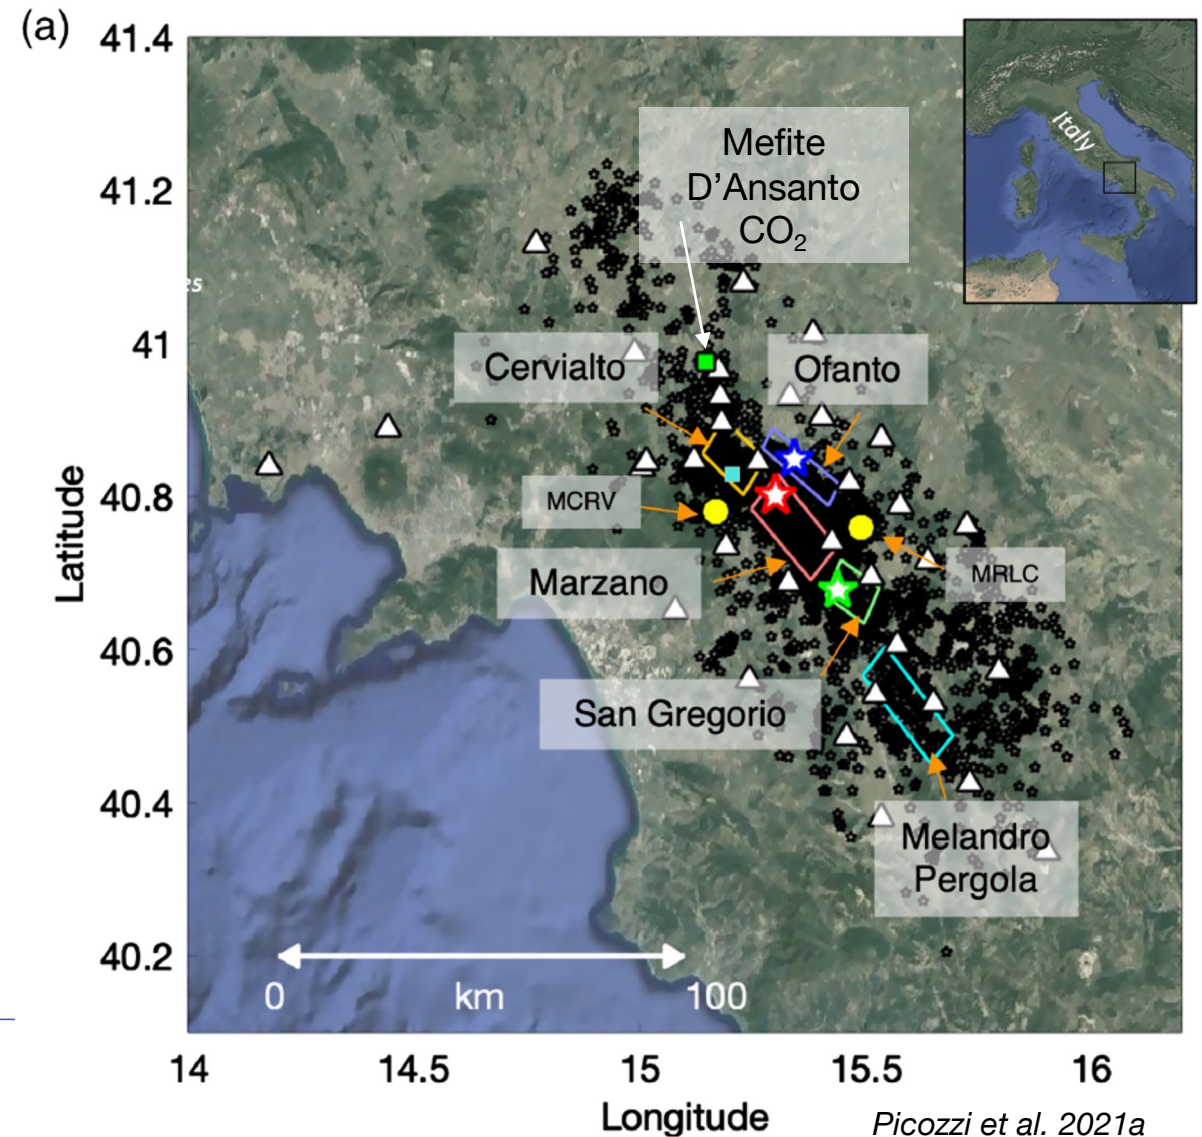 (a)
41.4
41.2
41
40.8
40.6
40.4
40.2
Latitude
es
Italy
Mefite
D'Ansanto
CO₂
Cervialto
Ofanto
MCRV
Marzano
MRLC
San Gregorio
Melandro
Pergola
0 km 100
14 14.5 15 15.5 16
Longitude
Picozzi et al. 2021a